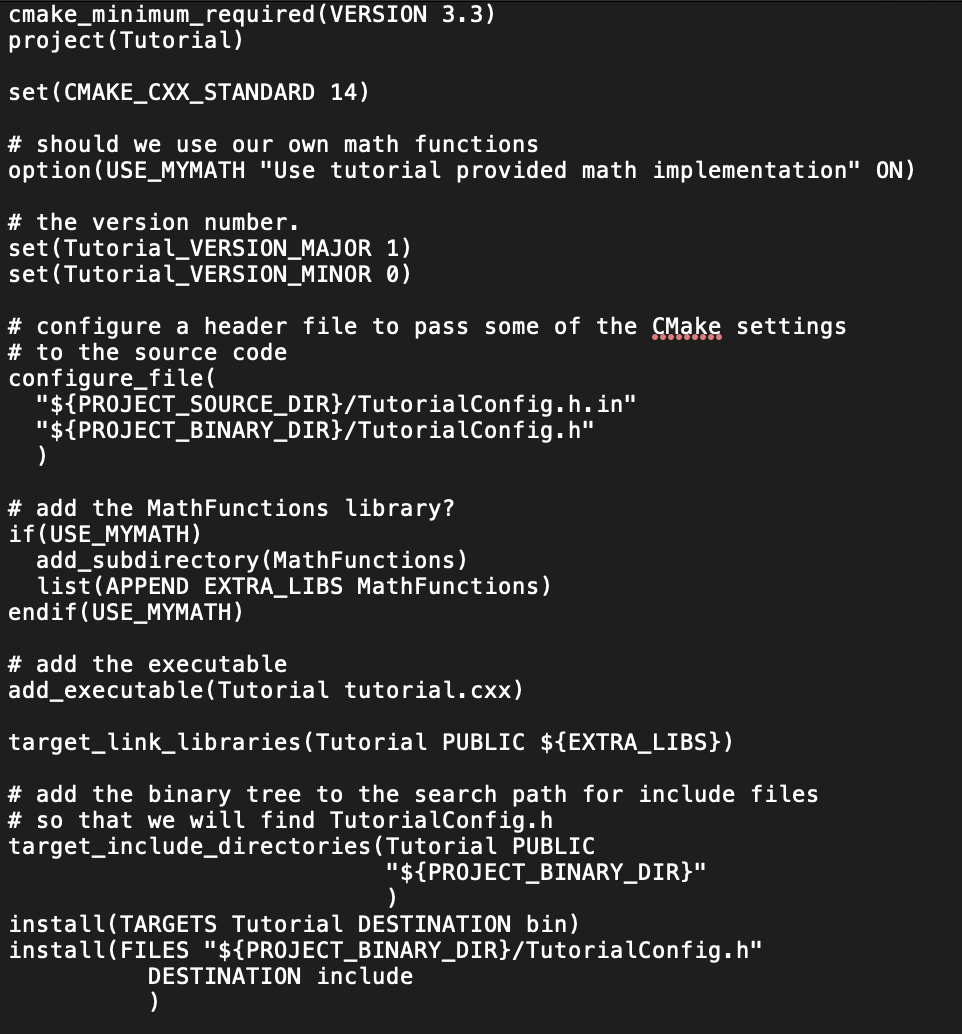 cmake_minimum_required(VERSION 3.3)
project(Tutorial)

set(CMAKE_CXX_STANDARD 14)

# should we use our own math functions
option(USE_MYMATH "Use tutorial provided math implementation" ON)

# the version number.
set(Tutorial_VERSION_MAJOR 1)
set(Tutorial_VERSION_MINOR 0)

# configure a header file to pass some of the CMake settings
# to the source code
configure_file(
  "${PROJECT_SOURCE_DIR}/TutorialConfig.h.in"
  "${PROJECT_BINARY_DIR}/TutorialConfig.h"
  )

# add the MathFunctions library?
if(USE_MYMATH)
  add_subdirectory(MathFunctions)
  list(APPEND EXTRA_LIBS MathFunctions)
endif(USE_MYMATH)

# add the executable
add_executable(Tutorial tutorial.cxx)

target_link_libraries(Tutorial PUBLIC ${EXTRA_LIBS})

# add the binary tree to the search path for include files
# so that we will find TutorialConfig.h
target_include_directories(Tutorial PUBLIC
                           "${PROJECT_BINARY_DIR}"
                           )
install(TARGETS Tutorial DESTINATION bin)
install(FILES "${PROJECT_BINARY_DIR}/TutorialConfig.h"
          DESTINATION include
          )